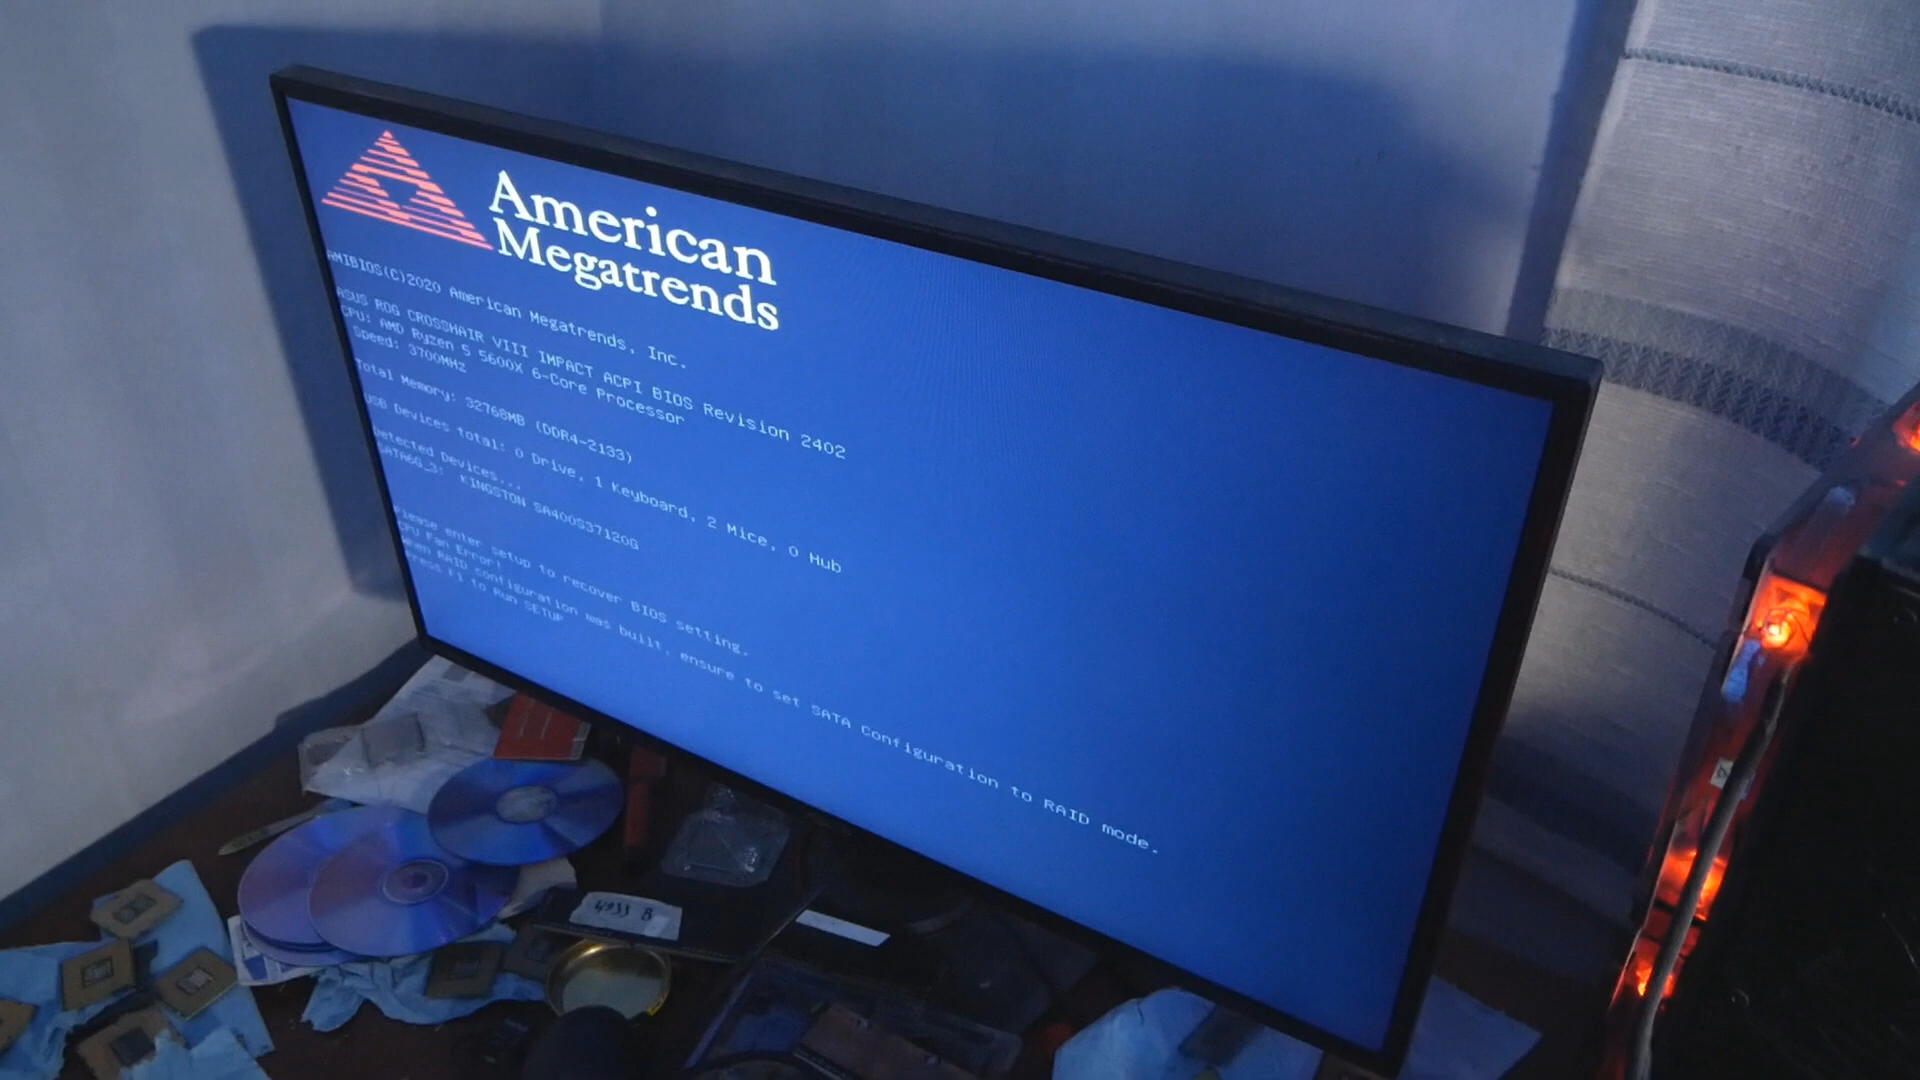 American
Megatrends
AMIBIOS(C)2020 American Megatrends, Inc.
ASUS ROG CROSSHAIR VIII IMPACT ACPI BIOS Revision 2402
CPU: AMD Ryzen 5 5600X 6-Core Processor
Speed: 3700MHz
Total Memory: 32768MB (DDR4-2133)
USB Devices total: 0 Drive, 1 Keyboard, 2 Mice, 0 Hub
Detected Devices...
SATA6G_3: KINGSTON SA400S37120G
Please enter setup to recover BIOS setting.
CPU Fan Error!
When RAID configuration was built, ensure to set SATA Configuration to RAID mode.
Press F1 to Run SETUP